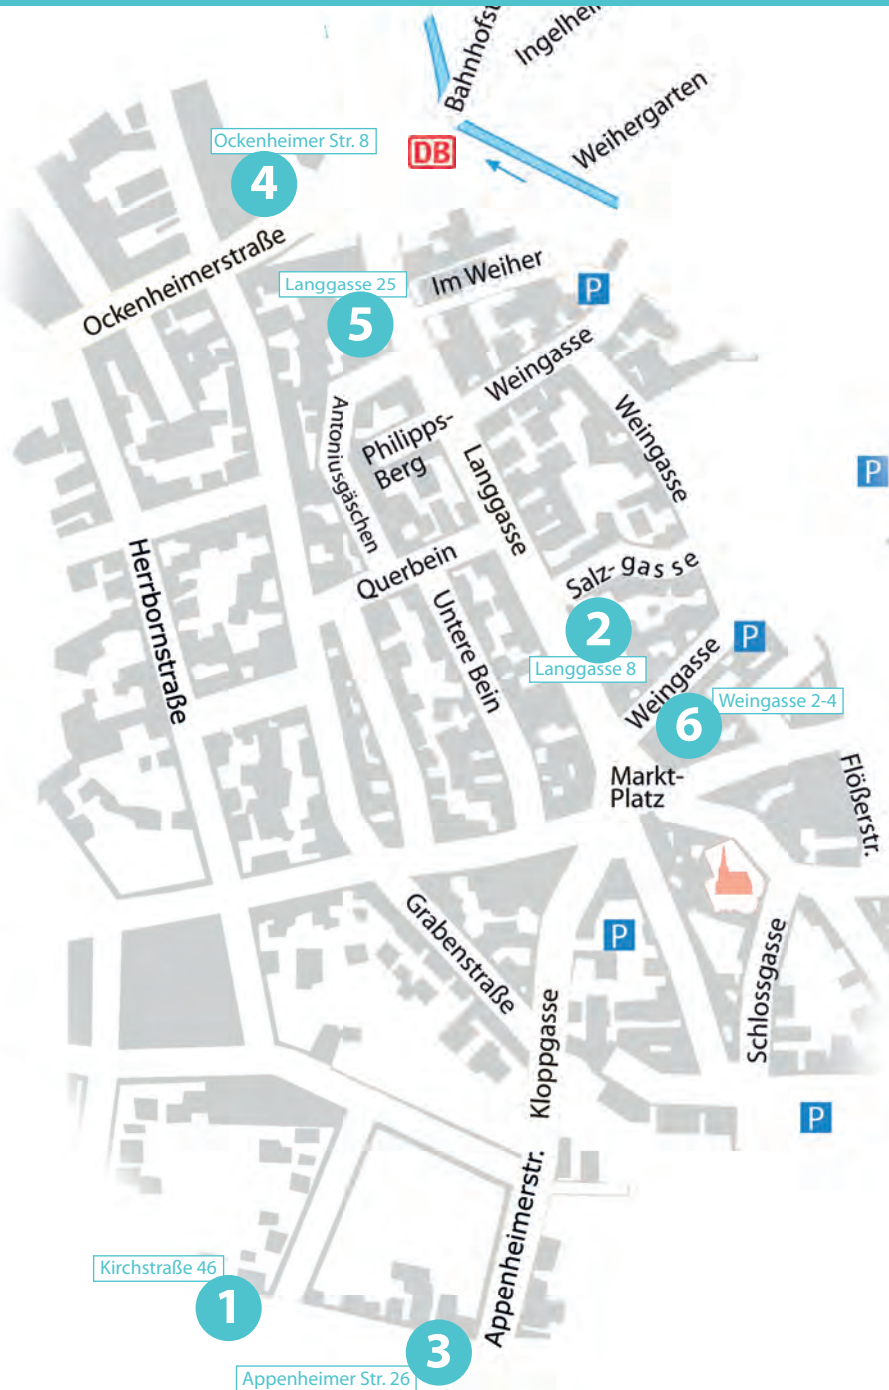 Bahnhofst
Ingelhei
Weihergarten
Ockenheimer Str. 8
DB
4
Ockenheimerstraße
Langgasse 25
Im Weiher
P
5
Weingasse
Antoniusgäschen
Philipps-
Berg
Weingasse
Langgasse
P
Herrbornstraße
Querbein
Salz-gasse
Untere Bein
2
Langgasse 8
P
Weingasse
Weingasse 2-4
6
Markt-
Platz
Flößerstr.
Grabenstraße
P
Schlossgasse
Kloppgasse
P
Appenheimerstr.
Kirchstraße 46
1
3
Appenheimer Str. 26